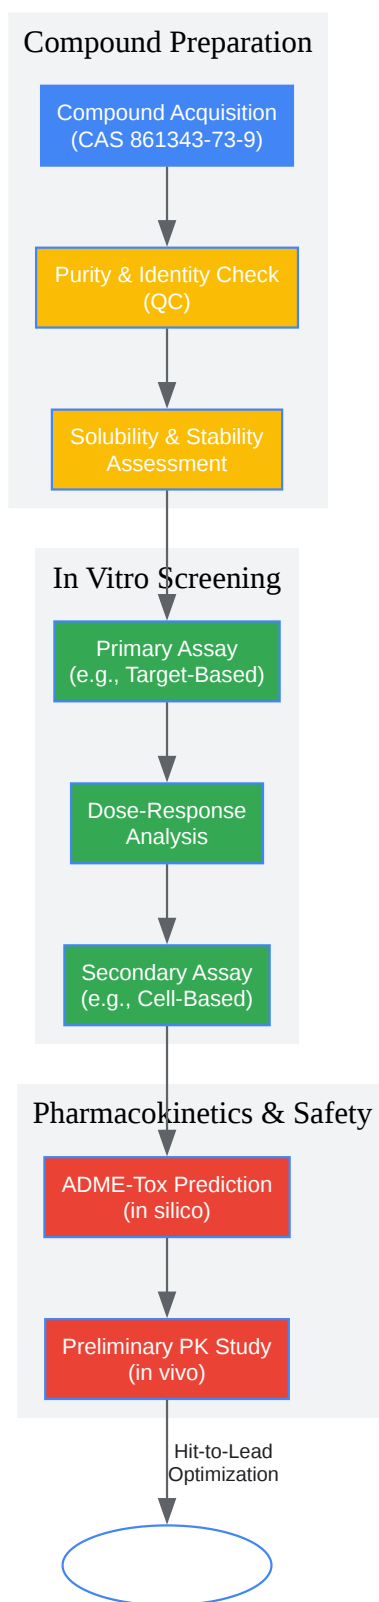 Compound Preparation
Compound Acquisition
(CAS 861343-73-9)
Purity & Identity Check
(QC)
Solubility & Stability
Assessment
In Vitro Screening
Primary Assay
(e.g., Target-Based)
Dose-Response
Analysis
Secondary Assay
(e.g., Cell-Based)
Pharmacokinetics & Safety
ADME-Tox Prediction
(in silico)
Preliminary PK Study
(in vivo)
Hit-to-Lead
Optimization